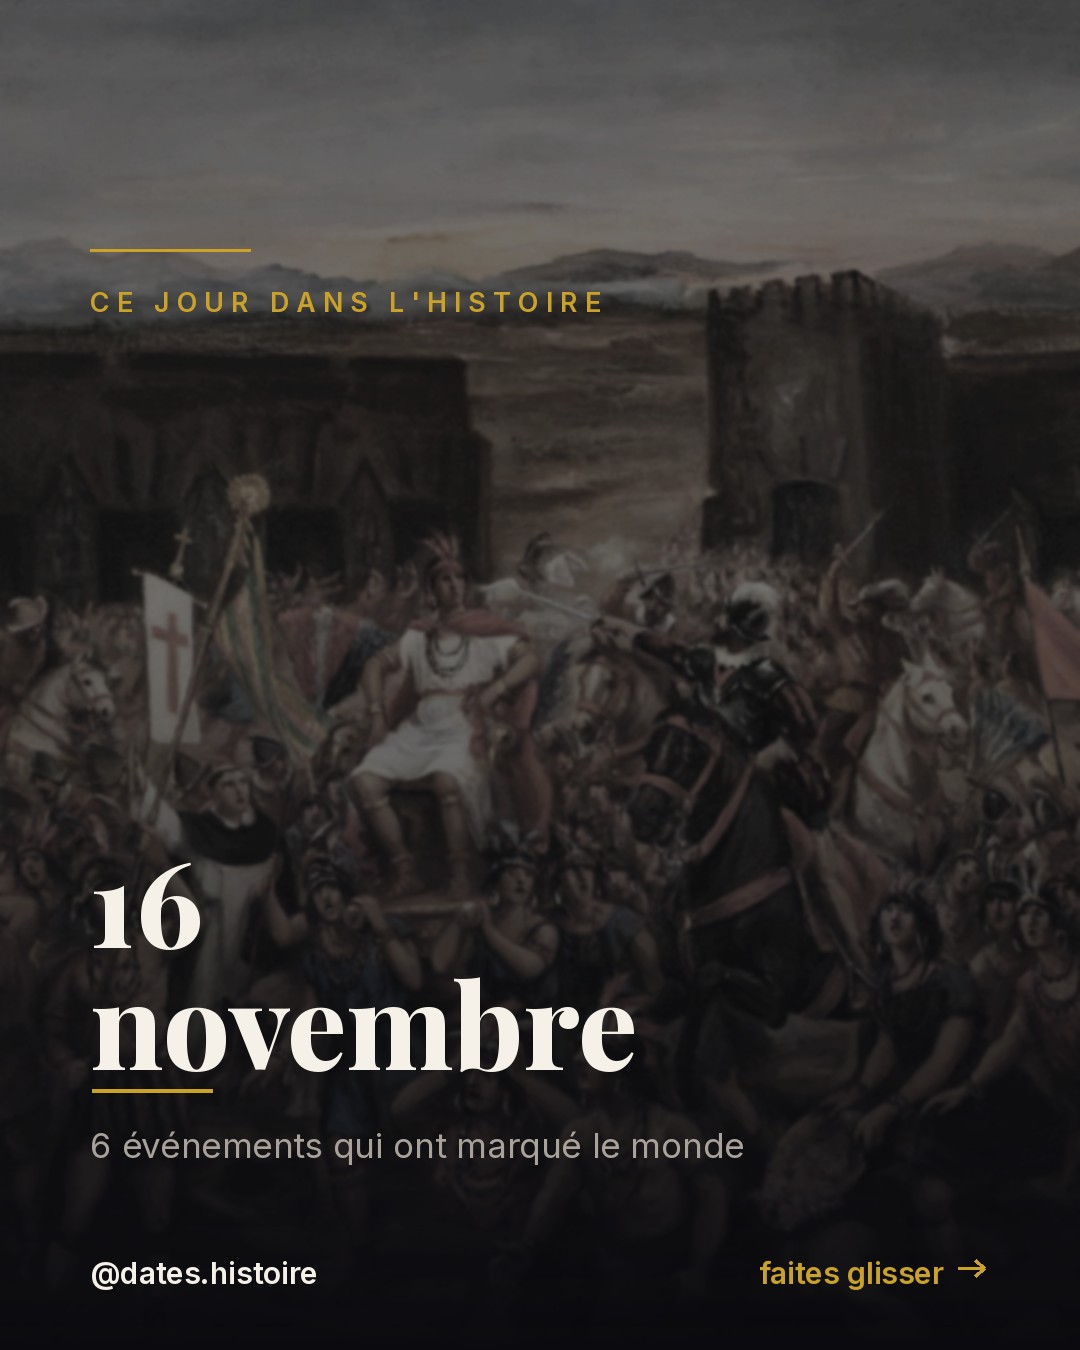 CE JOUR DANS L'HISTOIRE
16
novembre
6 événements qui ont marqué le monde
@dates.histoire
faites glisser →